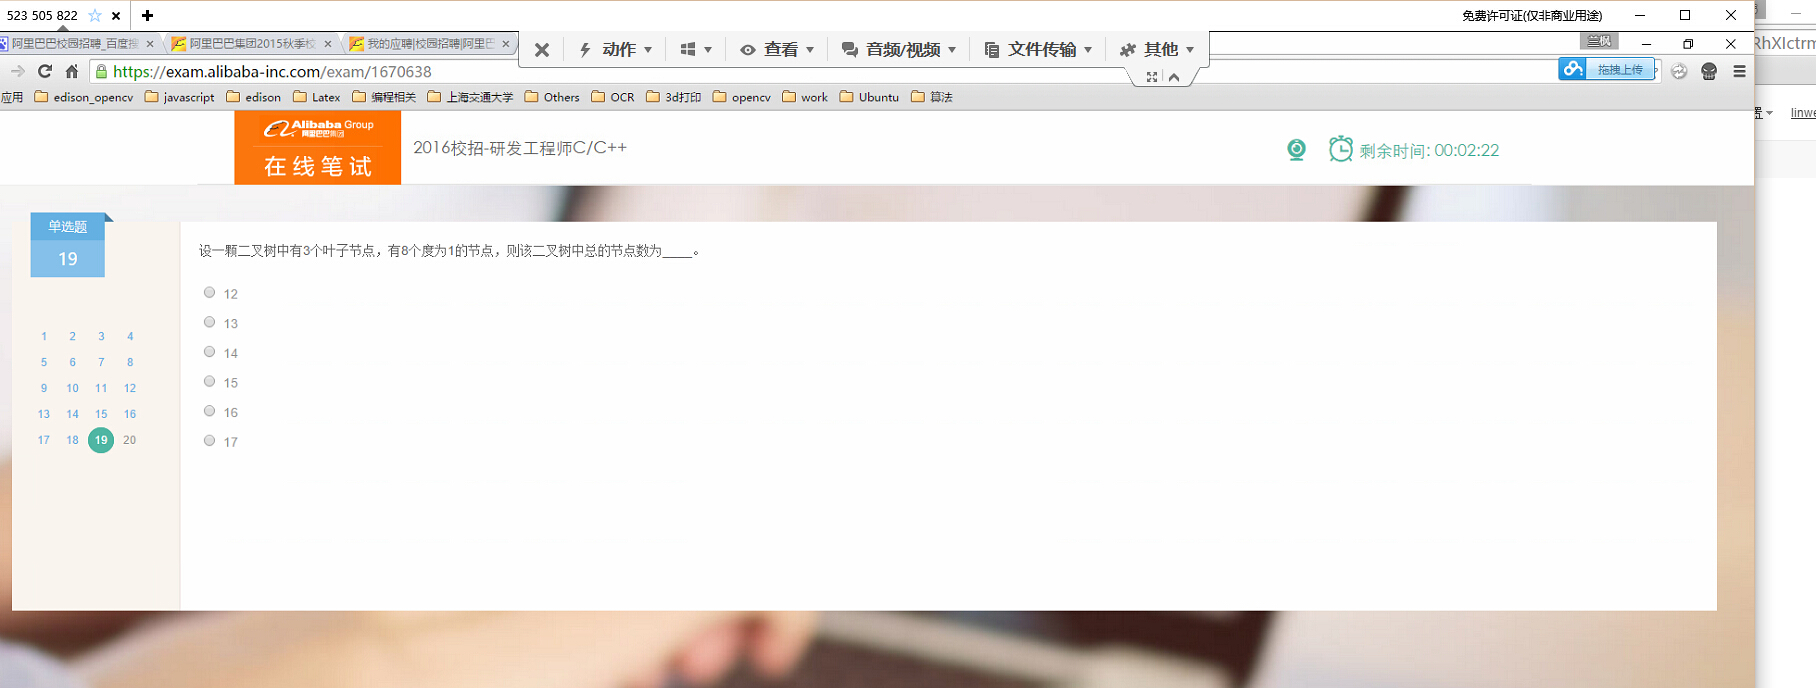 523 505 822
免费许可证(仅非商业用途)
阿里巴巴校园招聘_百度搜
阿里巴巴集团2015秋季校
我的应聘|校园招聘|阿里巴
动作
查看
音频/视频
文件传输
其他
兰枫
RhXIctrm
https://exam.alibaba-inc.com/exam/1670638
拖拽上传
应用
edison_opencv
javascript
edison
Latex
编程相关
上海交通大学
Others
OCR
3d打印
opencv
work
Ubuntu
算法
置
linwe
Alibaba Group
阿里巴巴集团
在线笔试
2016校招-研发工程师C/C++
剩余时间: 00:02:22
单选题
19
设一颗二叉树中有3个叶子节点，有8个度为1的节点，则该二叉树中总的节点数为____。
12
13
14
15
16
17
1 2 3 4
5 6 7 8
9 10 11 12
13 14 15 16
17 18 19 20